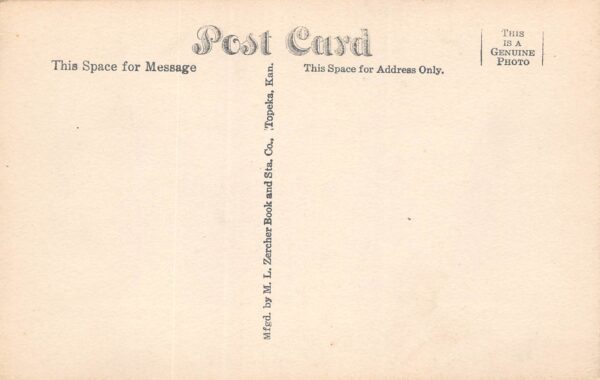 Post Card
This Space for Message
This Space for Address Only.
THIS
IS A
GENUINE
PHOTO
Mfgd. by M. L. Zercher Book and Sta. Co., Topeka, Kan.